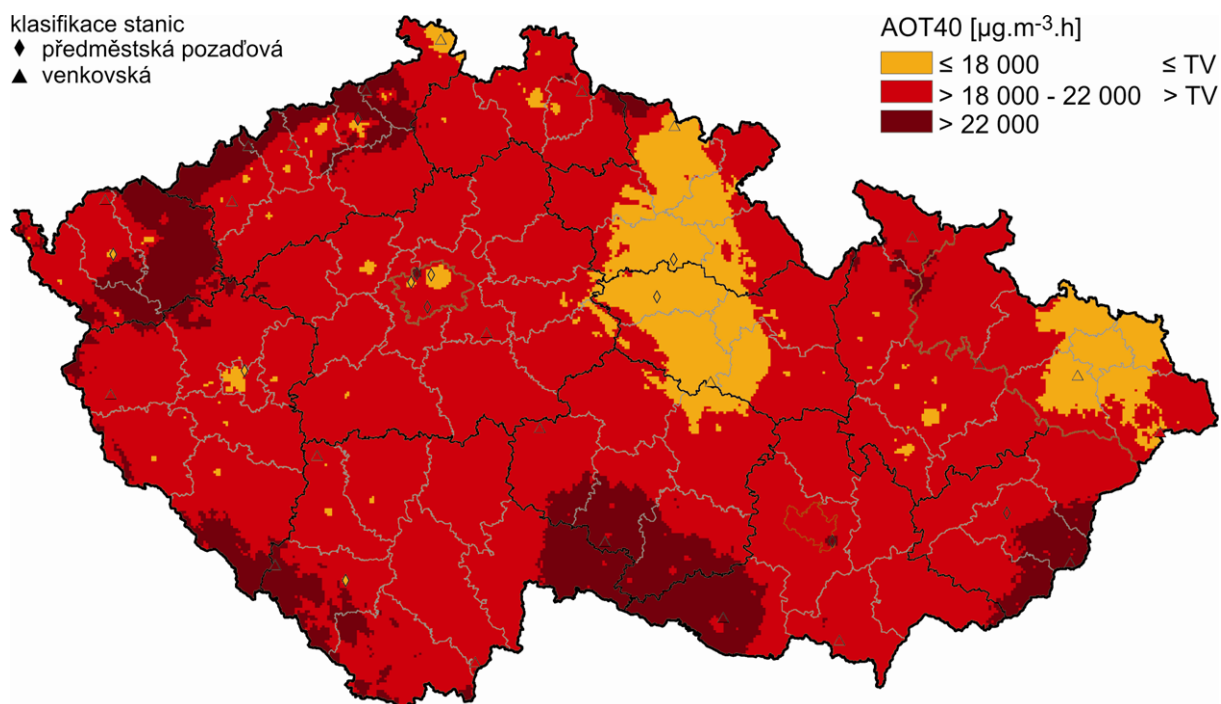 klasifikace stanic
♦ předměstská pozaďová
▲ venkovská
AOT40 [µg.m⁻³.h]
≤ 18 000 ≤ TV
> 18 000 - 22 000 > TV
> 22 000